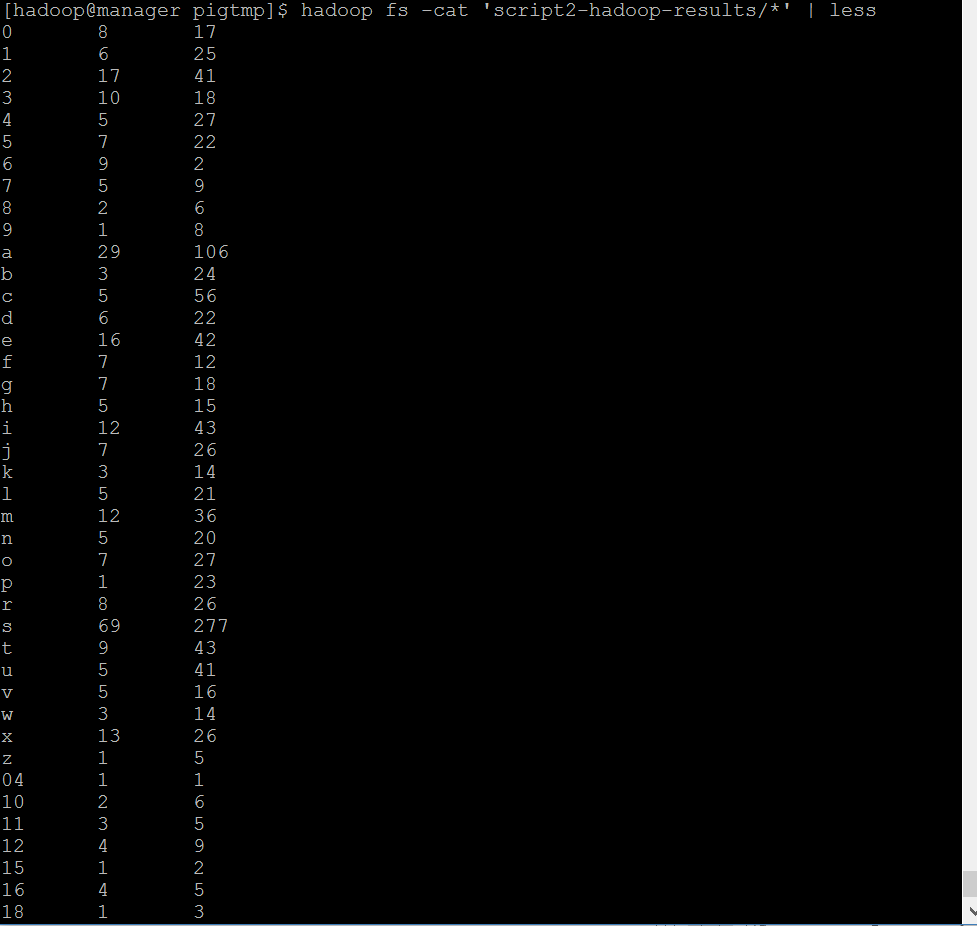 [hadoop@manager pigtmp]$ hadoop fs -cat 'script2-hadoop-results/*' | less
0 8 17
1 6 25
2 17 41
3 10 18
4 5 27
5 7 22
6 9 2
7 5 9
8 2 6
9 1 8
a 29 106
b 3 24
c 5 56
d 6 22
e 16 42
f 7 12
g 7 18
h 5 15
i 12 43
j 7 26
k 3 14
l 5 21
m 12 36
n 5 20
o 7 27
p 1 23
r 8 26
s 69 277
t 9 43
u 5 41
v 5 16
w 3 14
x 13 26
z 1 5
04 1 1
10 2 6
11 3 5
12 4 9
15 1 2
16 4 5
18 1 3